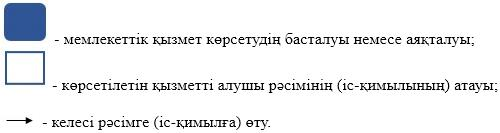 - мемлекеттік қызмет көрсетудің басталуы немесе аяқталуы;
- көрсетілетін қызметті алушы рәсімінің (іс-қимылының) атауы;
- келесі рәсімге (іс-қимылға) өту.